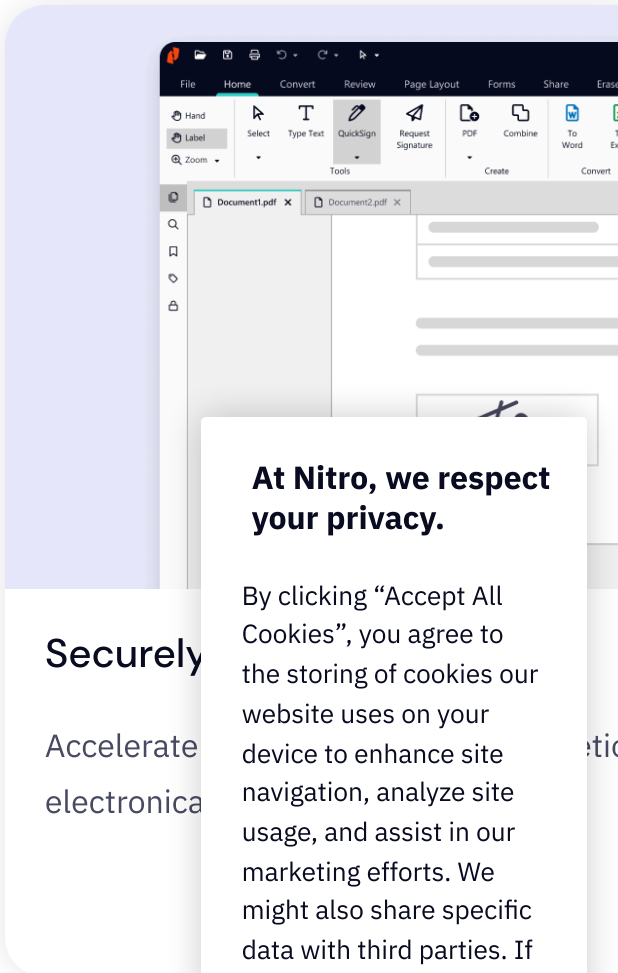 File Home Convert Review Page Layout Forms Share
Hand
Label
Zoom
Select Type Text QuickSign Request Signature PDF Combine To Word
Tools Create Convert
Document1.pdf Document2.pdf
At Nitro, we respect
your privacy.
By clicking “Accept All
Cookies”, you agree to
the storing of cookies our
website uses on your
device to enhance site
navigation, analyze site
usage, and assist in our
marketing efforts. We
might also share specific
data with third parties. If
Securely
Accelerate